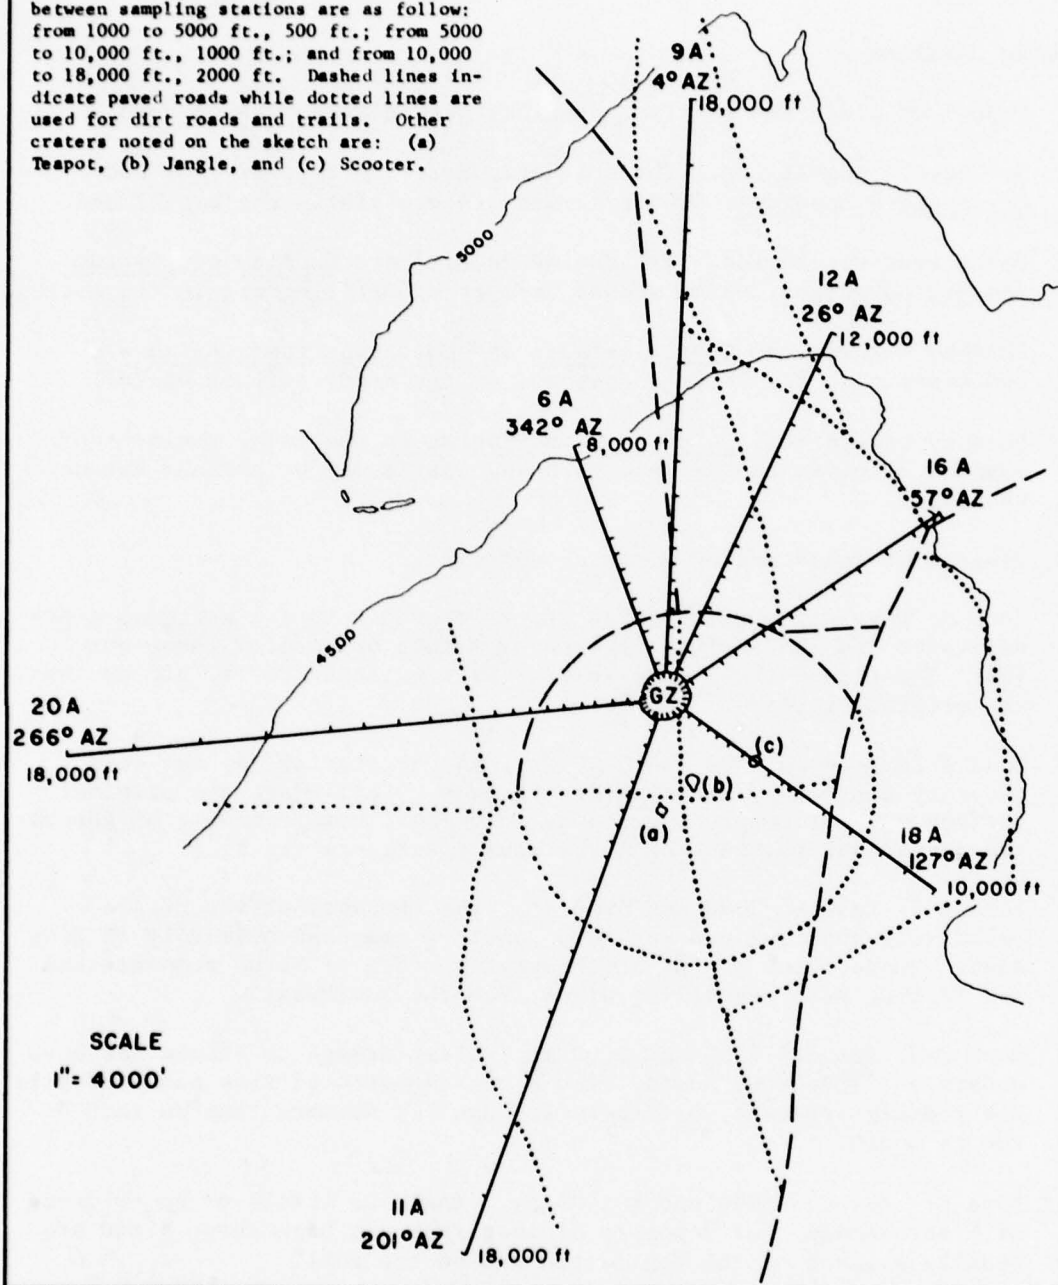 between sampling stations are as follow:
from 1000 to 5000 ft., 500 ft.; from 5000
to 10,000 ft., 1000 ft.; and from 10,000
to 18,000 ft., 2000 ft. Dashed lines in-
dicate paved roads while dotted lines are
used for dirt roads and trails. Other
craters noted on the sketch are: (a)
Teapot, (b) Jangle, and (c) Scooter.
9 A
4° AZ
18,000 ft
5000
12 A
26° AZ
12,000 ft
6 A
342° AZ
8,000 ft
16 A
57° AZ
4500
GZ
20A
266° AZ
18,000 ft
(c)
(b)
(a)
18 A
127° AZ
10,000 ft
SCALE
1"= 4000'
11A
201° AZ
18,000 ft